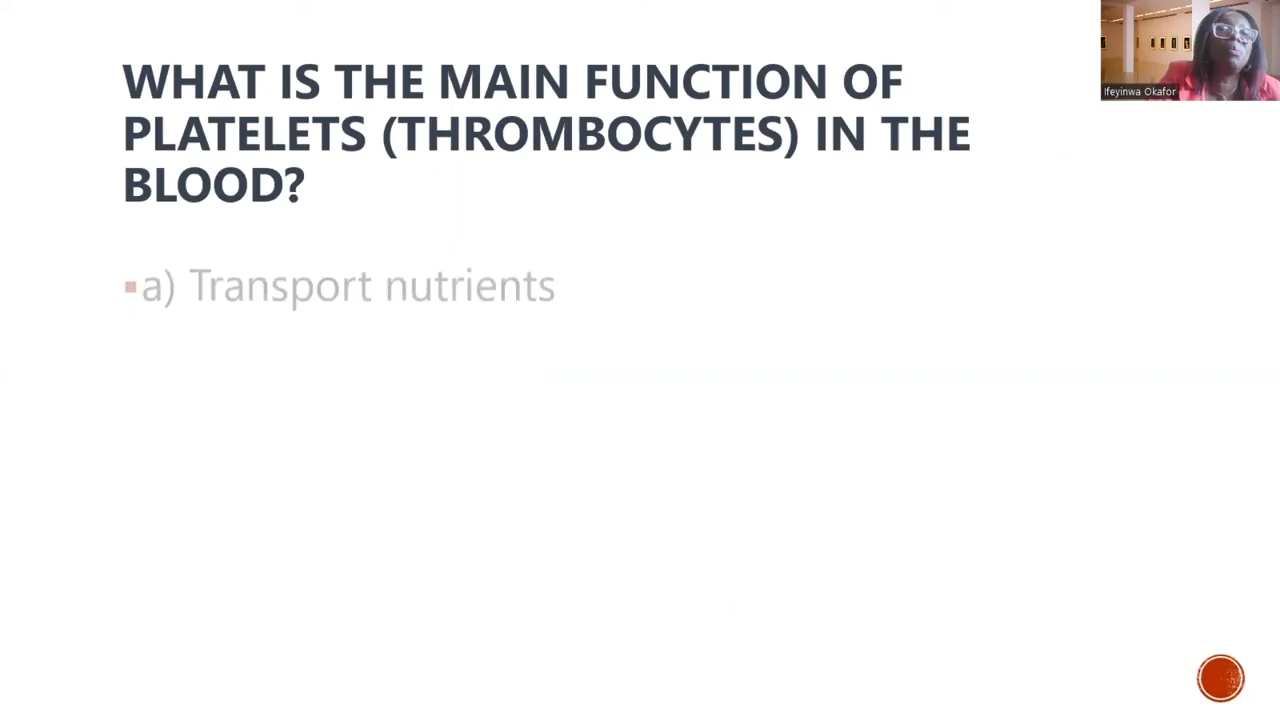 WHAT IS THE MAIN FUNCTION OF
PLATELETS (THROMBOCYTES) IN THE
BLOOD?
a) Transport nutrients
Ifeyinwa Okafor